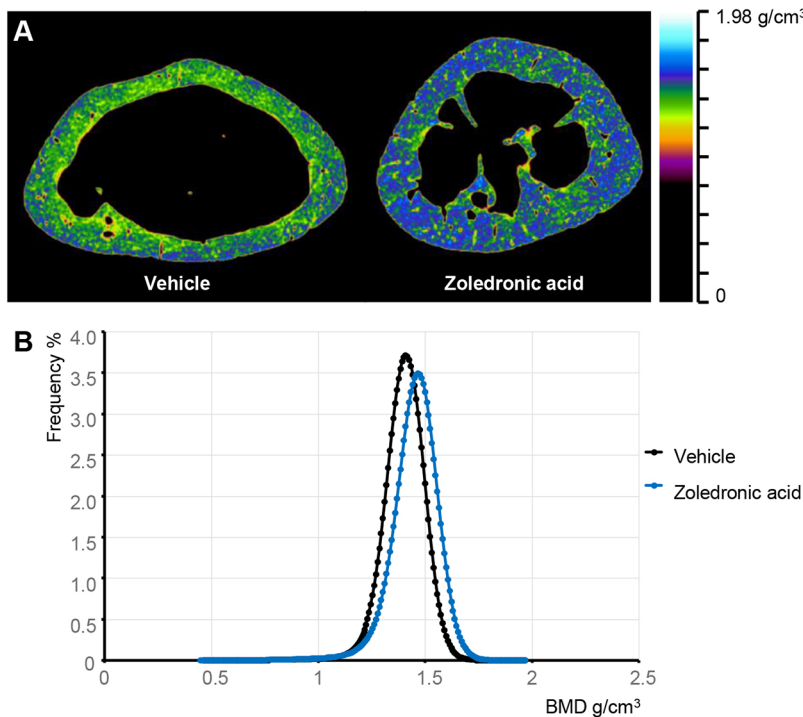 A
1.98 g/cm³
Vehicle
Zoledronic acid
0
B
Frequency %
4.0
3.5
3.0
2.5
2.0
1.5
1.0
0.5
0
0
0.5
1
1.5
2
2.5
BMD g/cm³
Vehicle
Zoledronic acid